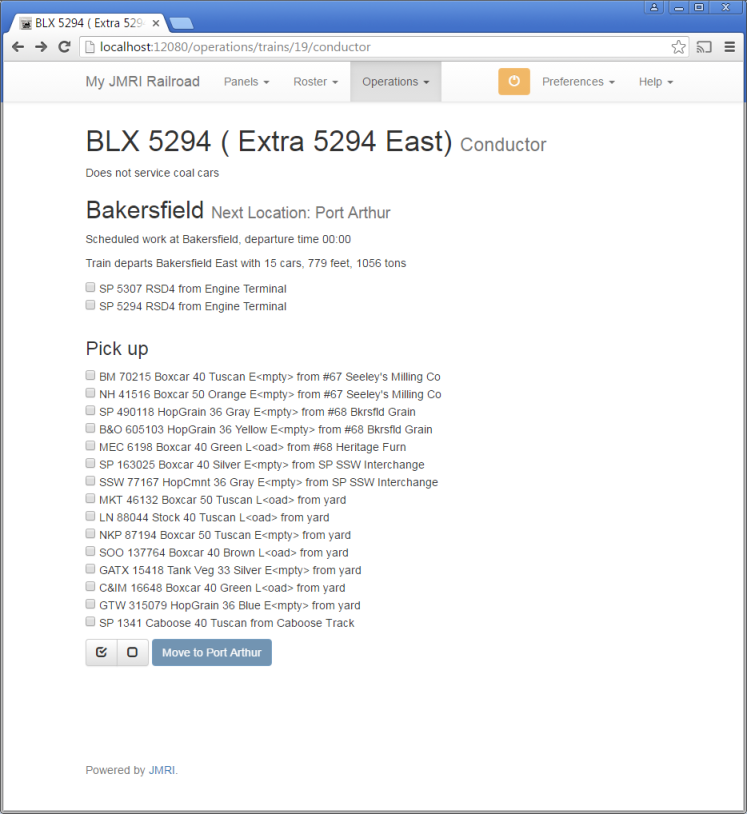 BLX 5294 ( Extra 529
localhost:12080/operations/trains/19/conductor
My JMRI Railroad Panels Roster Operations Preferences Help
BLX 5294 ( Extra 5294 East) Conductor
Does not service coal cars
Bakersfield Next Location: Port Arthur
Scheduled work at Bakersfield, departure time 00:00
Train departs Bakersfield East with 15 cars, 779 feet, 1056 tons
SP 5307 RSD4 from Engine Terminal
SP 5294 RSD4 from Engine Terminal
Pick up
BM 70215 Boxcar 40 Tuscan E<mpty> from #67 Seeley's Milling Co
NH 41516 Boxcar 50 Orange E<mpty> from #67 Seeley's Milling Co
SP 490118 HopGrain 36 Gray E<mpty> from #68 Bkrsfld Grain
B&O 605103 HopGrain 36 Yellow E<mpty> from #68 Bkrsfld Grain
MEC 6198 Boxcar 40 Green L<oad> from #68 Heritage Furn
SP 163025 Boxcar 40 Silver E<mpty> from SP SSW Interchange
SSW 77167 HopCmnt 36 Gray E<mpty> from SP SSW Interchange
MKT 46132 Boxcar 50 Tuscan L<oad> from yard
LN 88044 Stock 40 Tuscan L<oad> from yard
NKP 87194 Boxcar 50 Tuscan E<mpty> from yard
SOO 137764 Boxcar 40 Brown L<oad> from yard
GATX 15418 Tank Veg 33 Silver E<mpty> from yard
C&IM 16648 Boxcar 40 Green L<oad> from yard
GTW 315079 HopGrain 36 Blue E<mpty> from yard
SP 1341 Caboose 40 Tuscan from Caboose Track
Move to Port Arthur
Powered by JMRI.